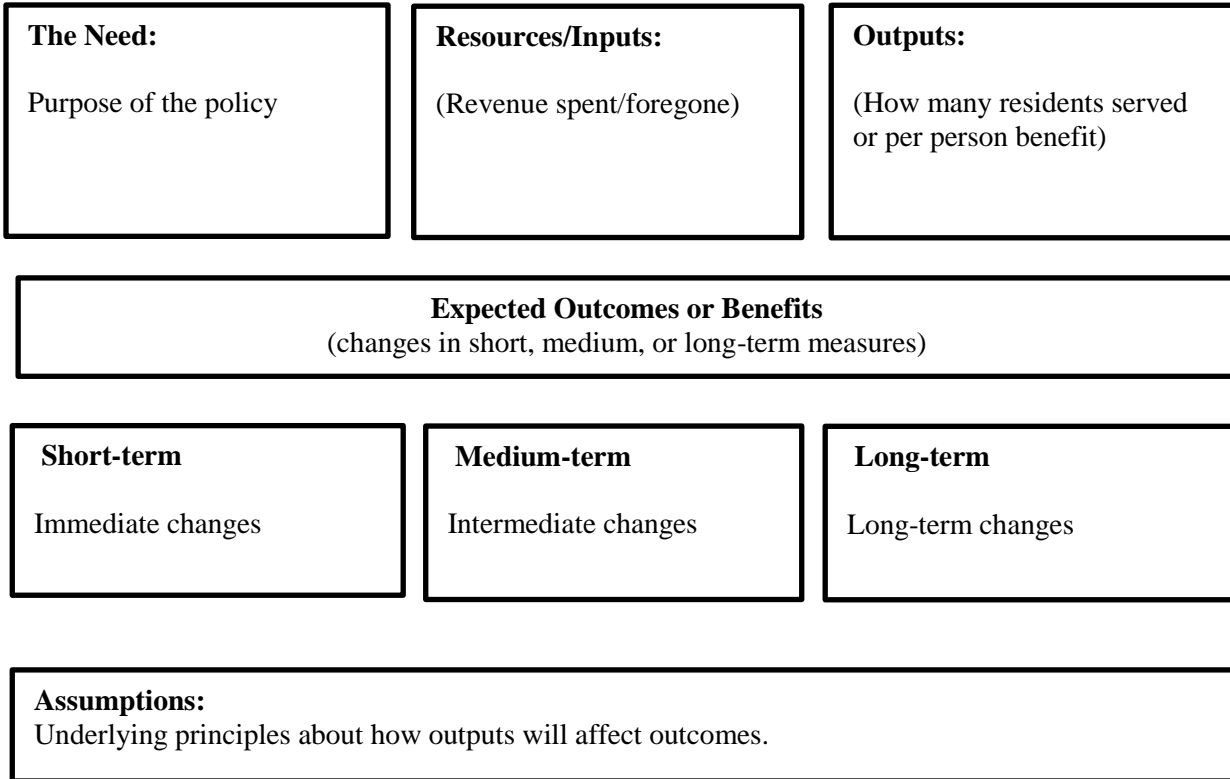 The Need:
Purpose of the policy
Resources/Inputs:
(Revenue spent/foregone)
Outputs:
(How many residents served
or per person benefit)
Expected Outcomes or Benefits
(changes in short, medium, or long-term measures)
Short-term
Immediate changes
Medium-term
Intermediate changes
Long-term
Long-term changes
Assumptions:
Underlying principles about how outputs will affect outcomes.